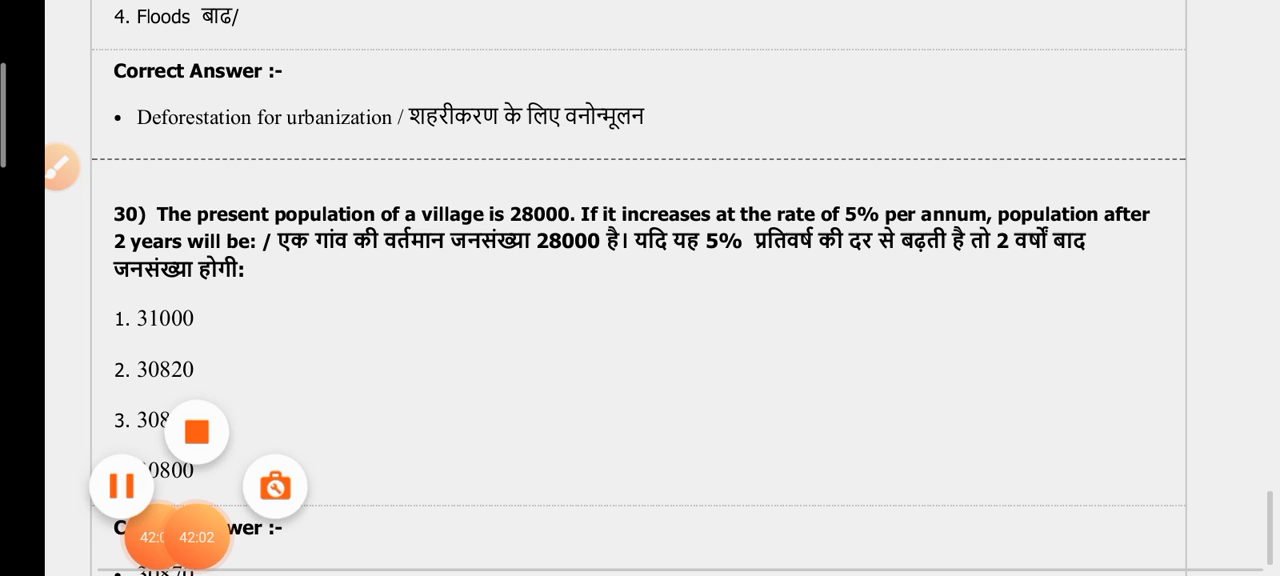 4. Floods बाढ/
Correct Answer :-
• Deforestation for urbanization / शहरीकरण के लिए वनोन्मूलन
30) The present population of a village is 28000. If it increases at the rate of 5% per annum, population after
2 years will be: / एक गांव की वर्तमान जनसंख्या 28000 है। यदि यह 5% प्रतिवर्ष की दर से बढ़ती है तो 2 वर्षों बाद
जनसंख्या होगी:
1. 31000
2. 30820
3.
:-
42:02